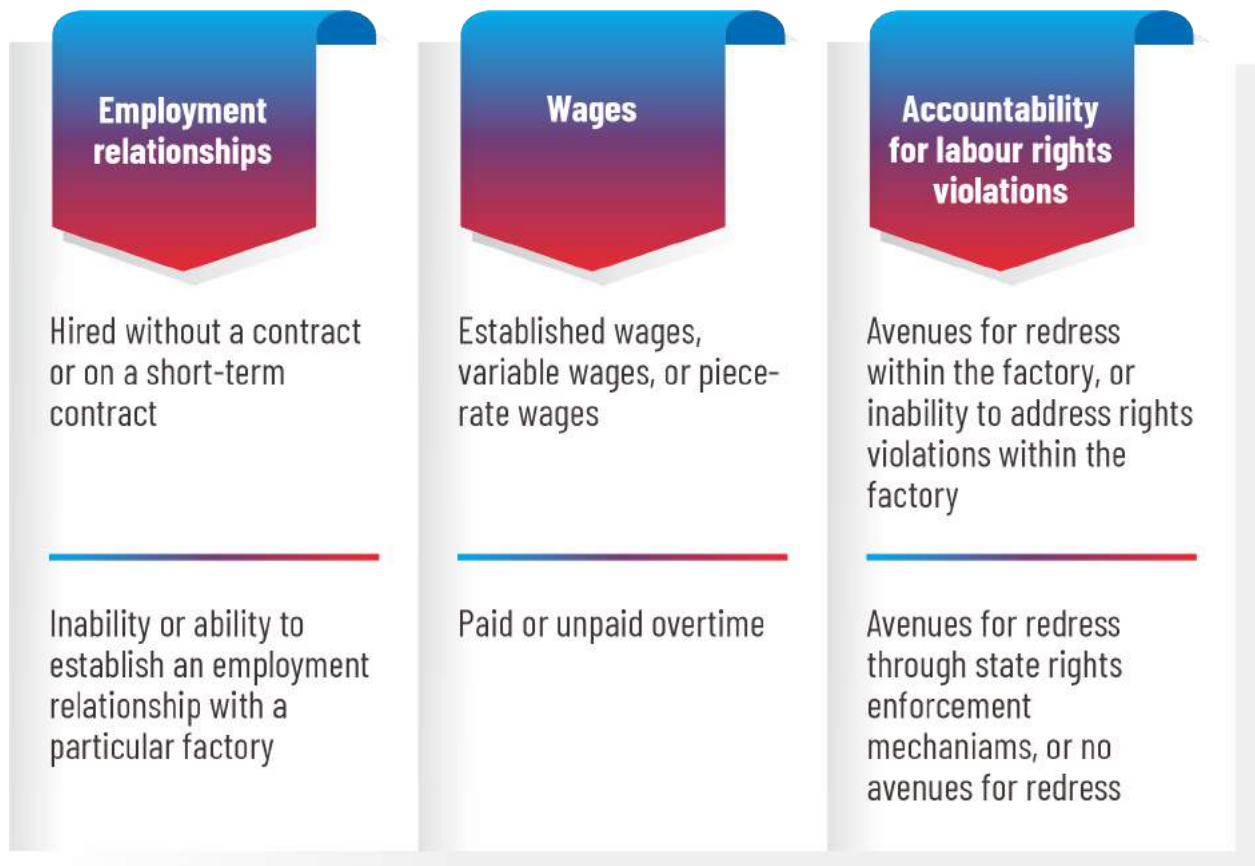 Employment
relationships
Hired without a contract
or on a short-term
contract
Inability or ability to
establish an employment
relationship with a
particular factory
Wages
Established wages,
variable wages, or piece-
rate wages
Paid or unpaid overtime
Accountability
for labour rights
violations
Avenues for redress
within the factory, or
inability to address rights
violations within the
factory
Avenues for redress
through state rights
enforcement
mechaniams, or no
avenues for redress